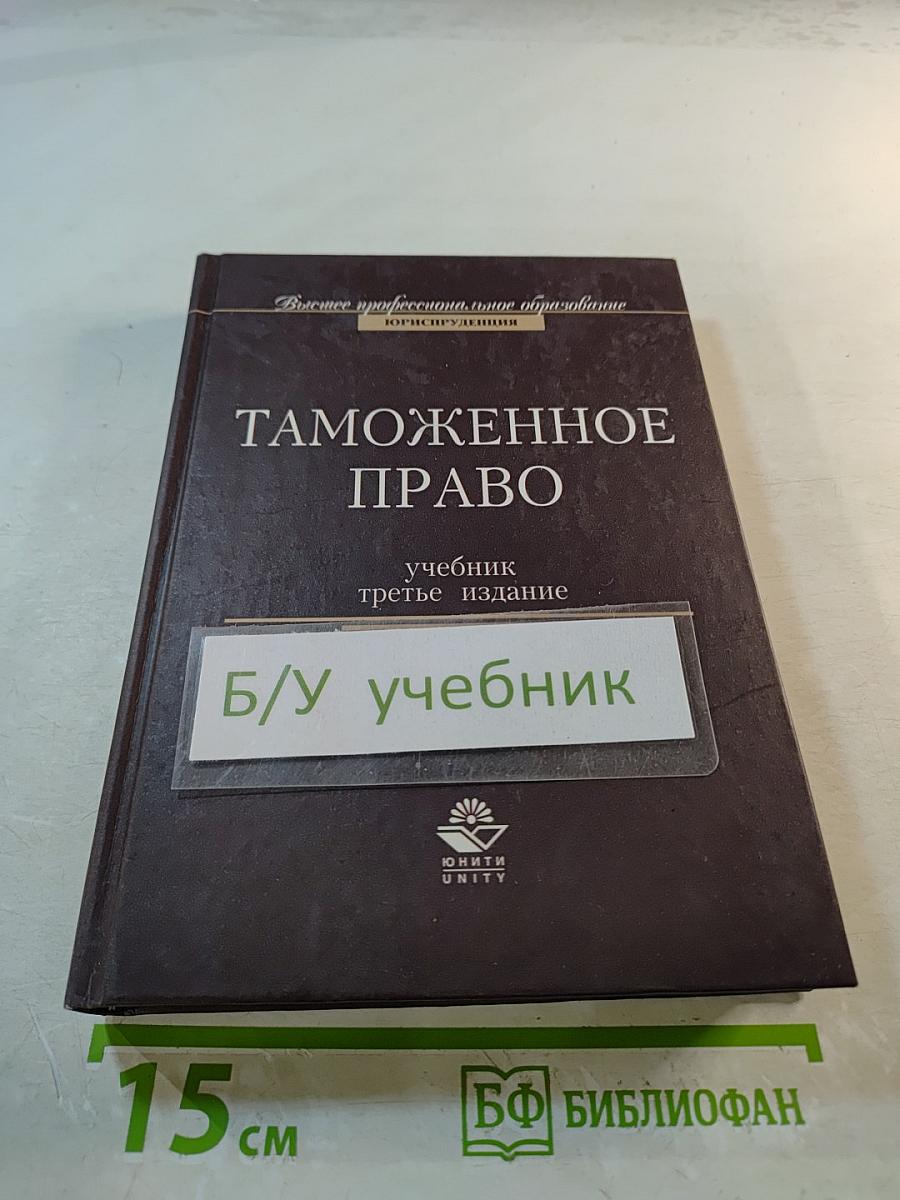 Высшее профессиональное образование
ЮРИСПРУДЕНЦИЯ
ТАМОЖЕННОЕ
ПРАВО
учебник
третье издание
Б/У учебник
ЮНИТИ
UNITY
15 см
БФ БИБЛИОФАН